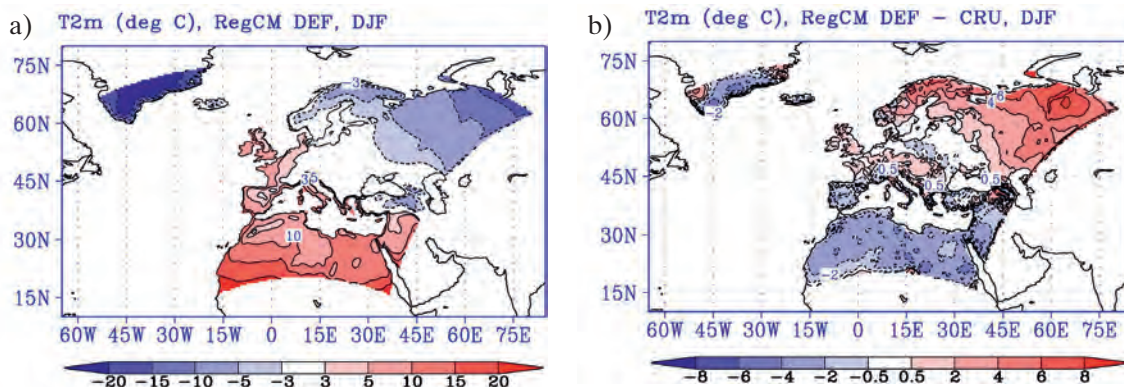 a) T2m (deg C), RegCM DEF, DJF
75N
60N
45N
30N
15N
-3
3
5
10
60W 45W 30W 15W 0 15E 30E 45E 60E 75E
-20 -15 -10 -5 -3 3 5 10 15 20
b) T2m (deg C), RegCM DEF - CRU, DJF
75N
60N
45N
30N
15N
-2
4
6
0.5
0.5
0.5
-2
60W 45W 30W 15W 0 15E 30E 45E 60E 75E
-8 -6 -4 -2 -0.5 0.5 2 4 6 8